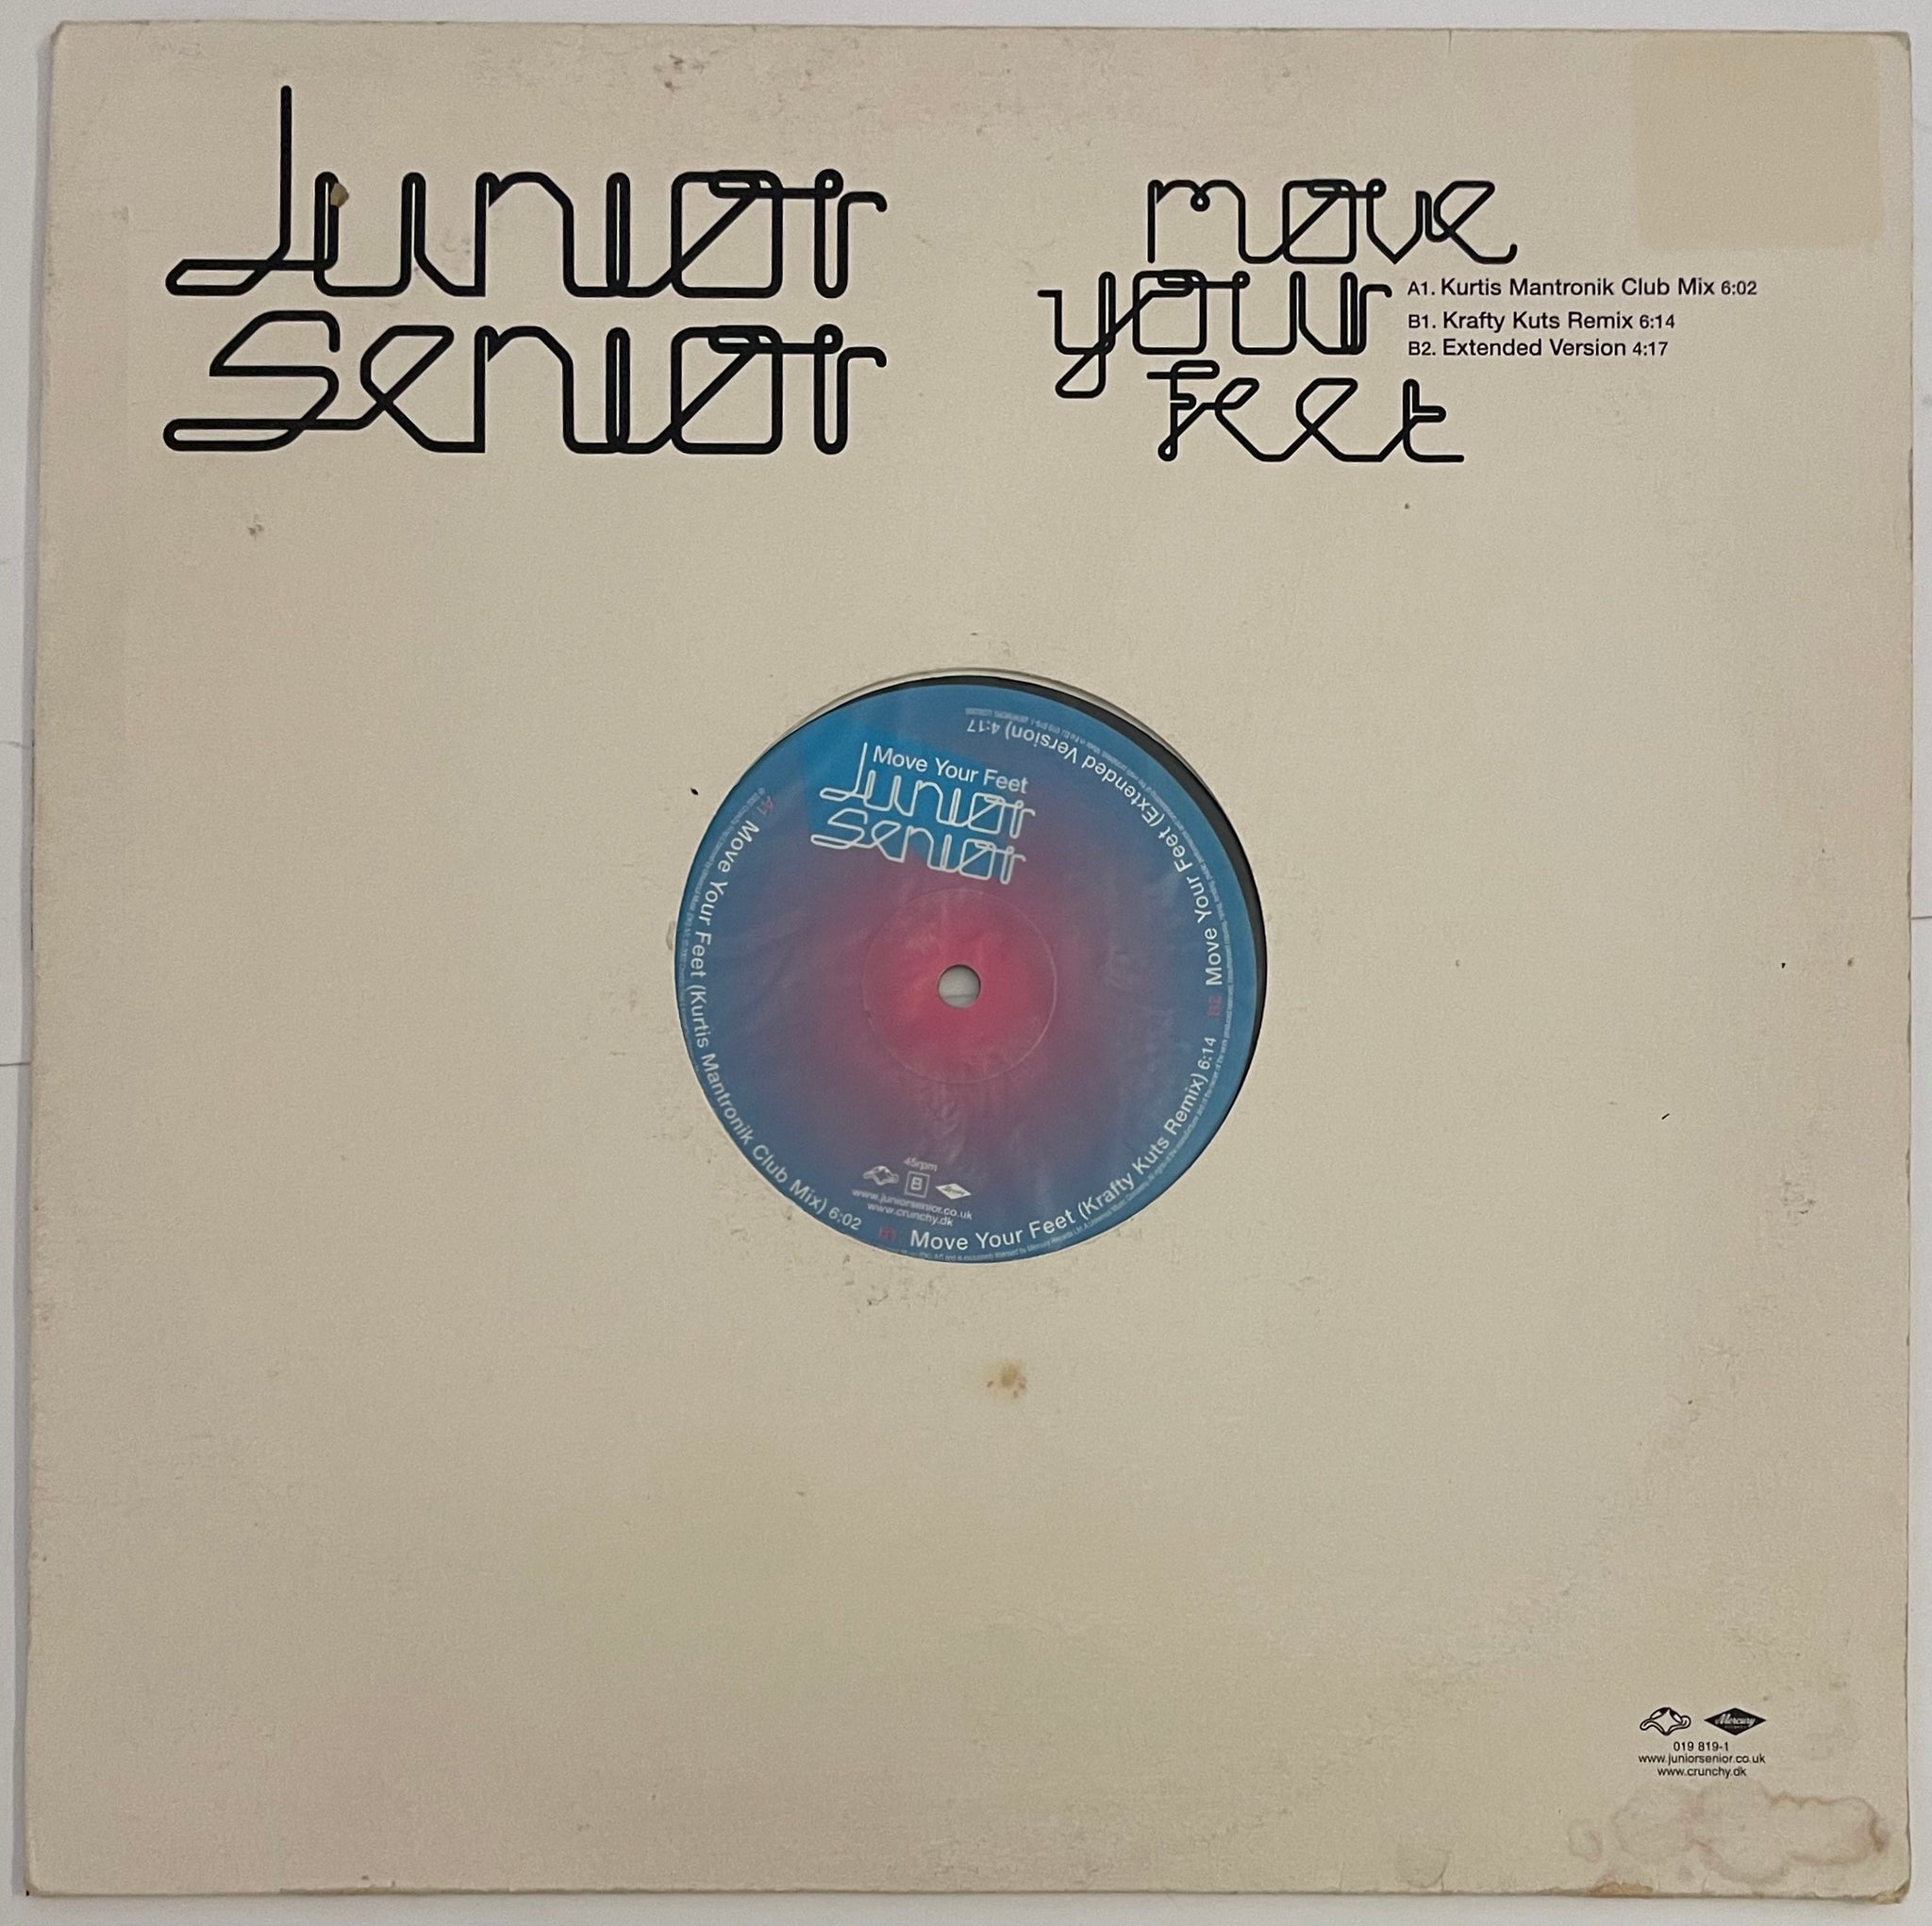 Junior
Senior
move
your
feet
A1. Kurtis Mantronik Club Mix 6:02
B1. Krafty Kuts Remix 6:14
B2. Extended Version 4:17
Move Your Feet
Junior
Senior
A1 Move Your Feet (Kurtis Mantronik Club Mix) 6:02
B1 Move Your Feet (Krafty Kuts Remix) 6:14
B2 Move Your Feet (Extended Version) 4:17
45rpm
B
www.juniorsenior.co.uk
www.crunchy.dk
Mercury
019 819-1
www.juniorsenior.co.uk
www.crunchy.dk